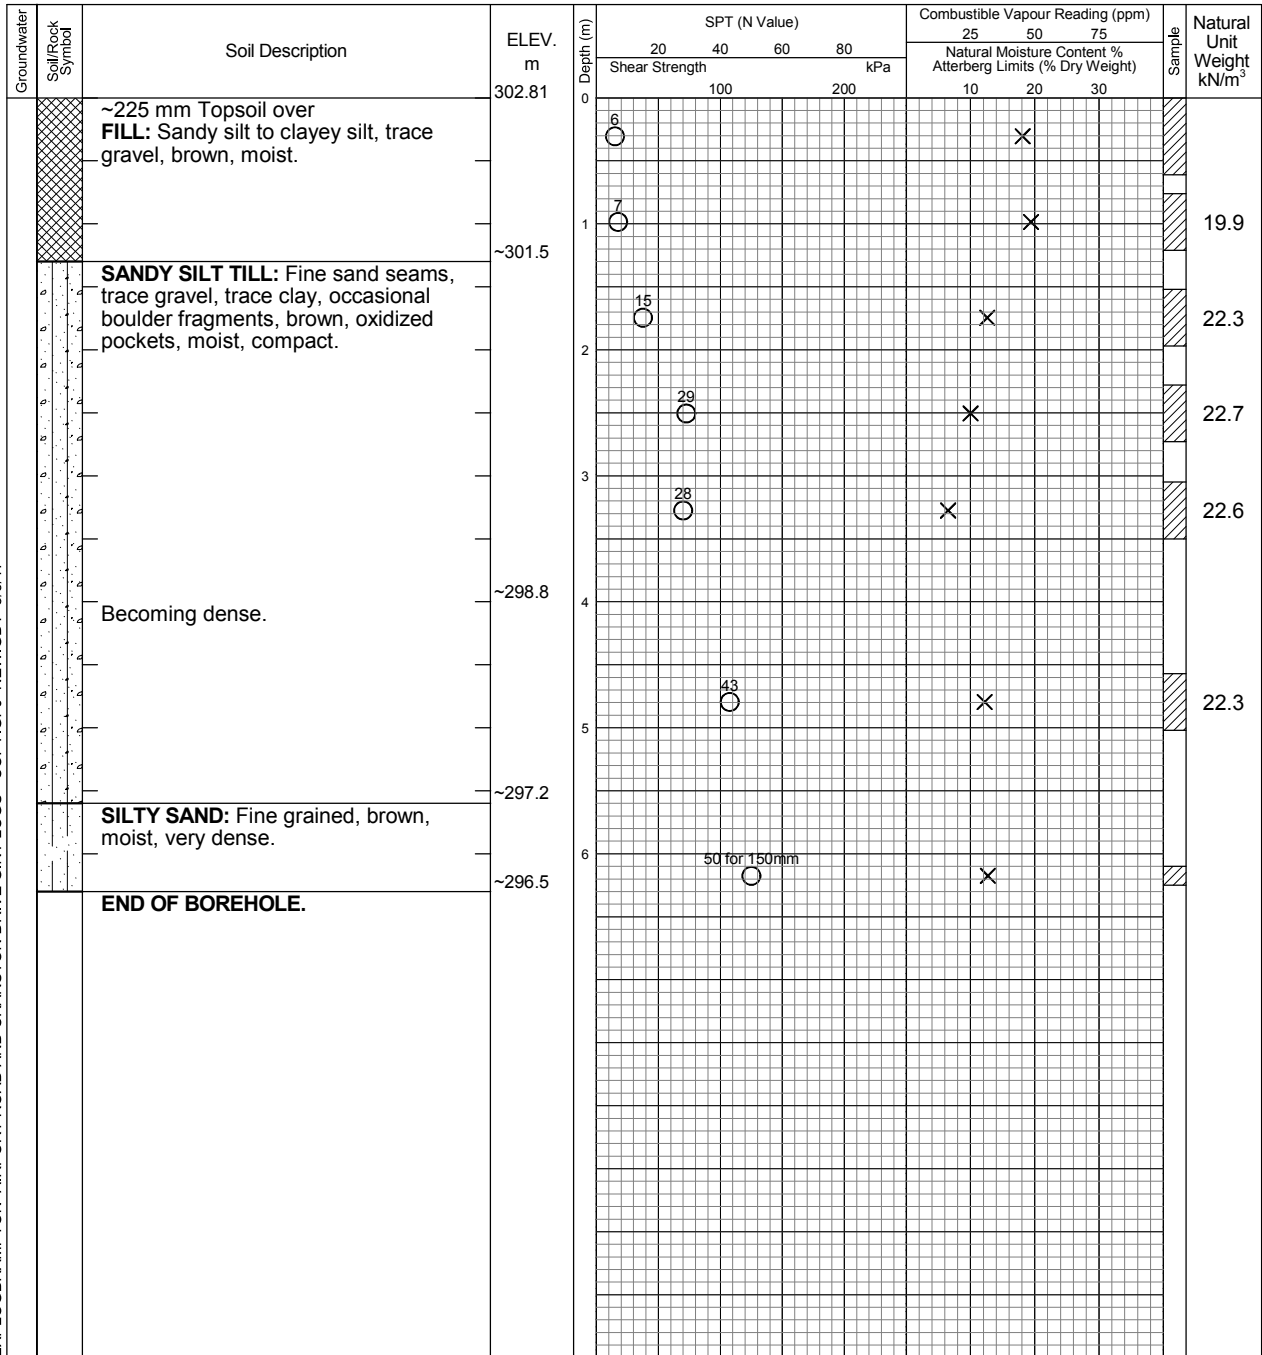 Groundwater
Soil/Rock
Symbol
Soil Description
ELEV.
m
302.81
Depth (m)
SPT (N Value)
20 40 60 80
Shear Strength kPa
100 200
Combustible Vapour Reading (ppm)
25 50 75
Natural Moisture Content %
Atterberg Limits (% Dry Weight)
10 20 30
Sample
Natural
Unit
Weight
kN/m³
0
~225 mm Topsoil over
FILL: Sandy silt to clayey silt, trace
gravel, brown, moist.
6
7
1
19.9
~301.5
SANDY SILT TILL: Fine sand seams,
trace gravel, trace clay, occasional
boulder fragments, brown, oxidized
pockets, moist, compact.
15
22.3
2
29
22.7
3
28
22.6
~298.8
4
Becoming dense.
43
22.3
5
~297.2
SILTY SAND: Fine grained, brown,
moist, very dense.
6
50 for 150mm
~296.5
END OF BOREHOLE.